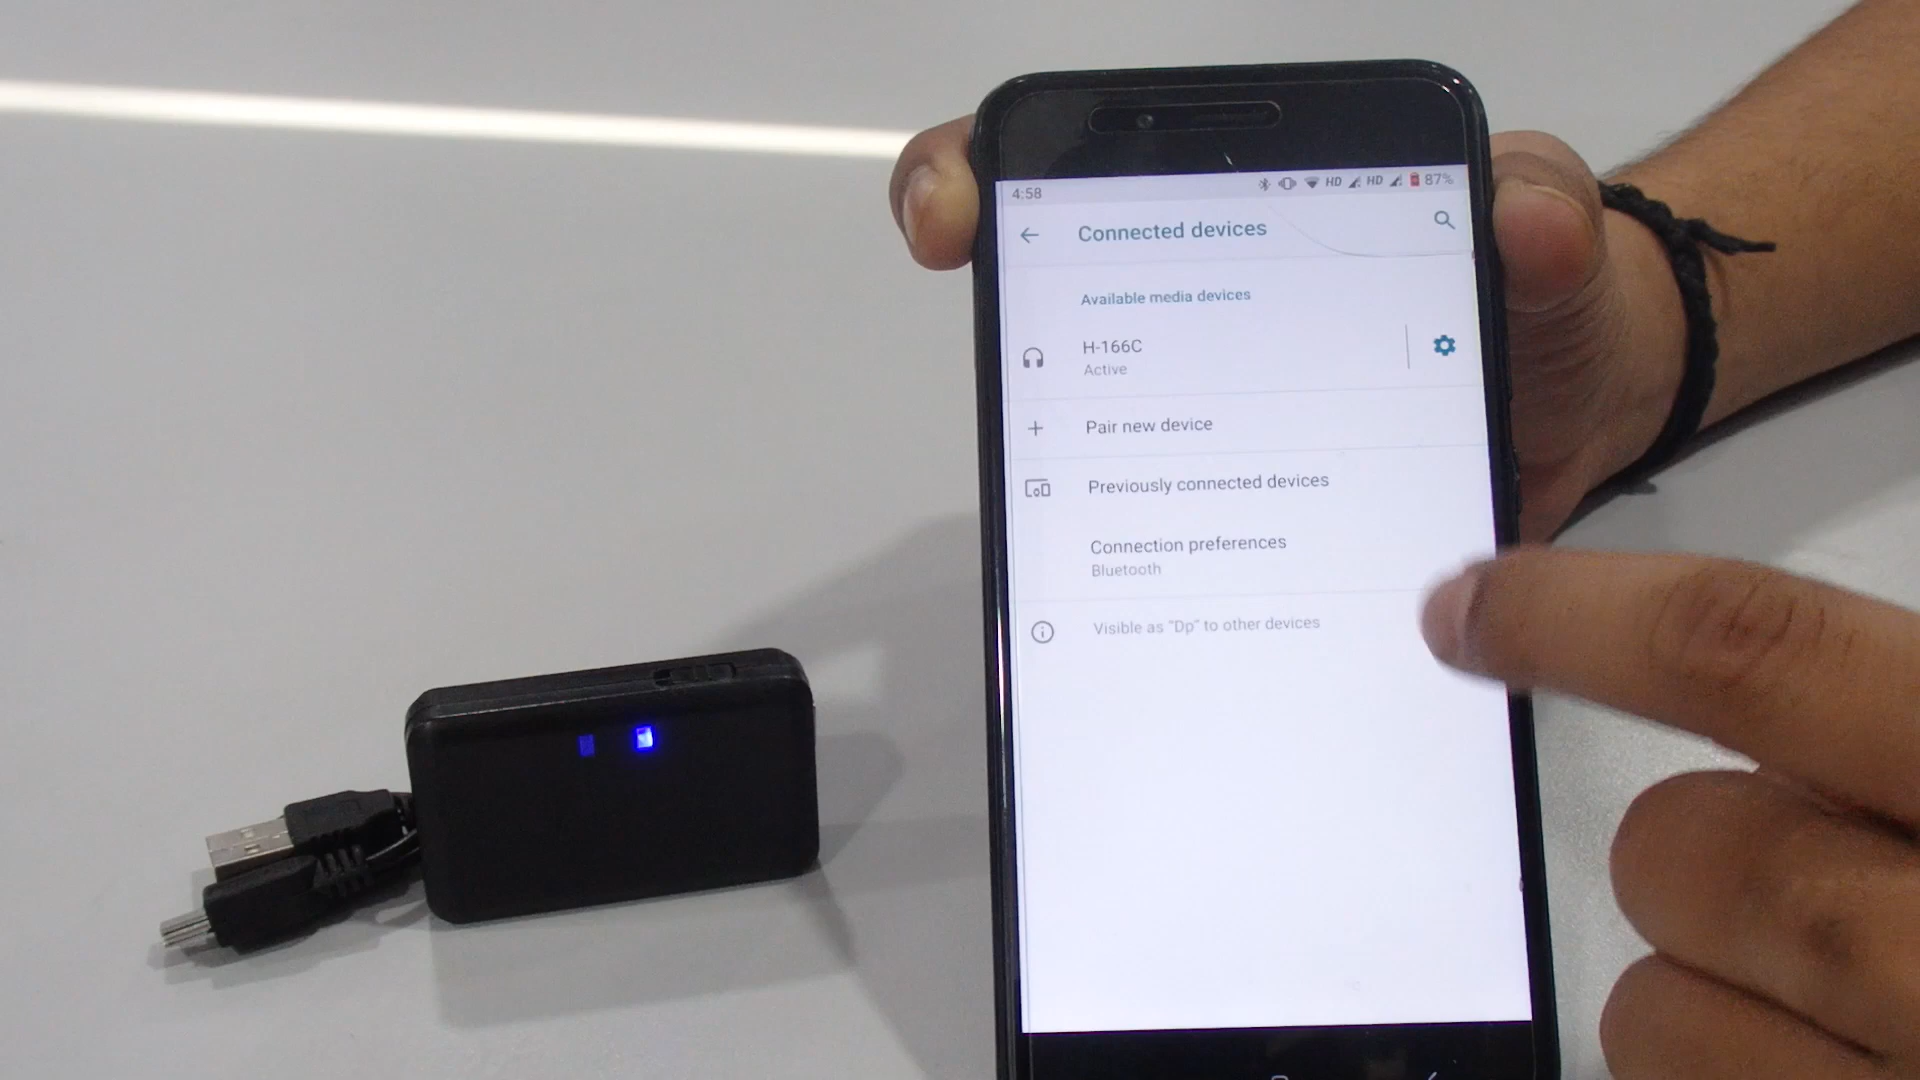 4:58 HD HD 87%
Connected devices
Available media devices
H-166C
Active
Pair new device
Previously connected devices
Connection preferences
Bluetooth
Visible as "Dp" to other devices